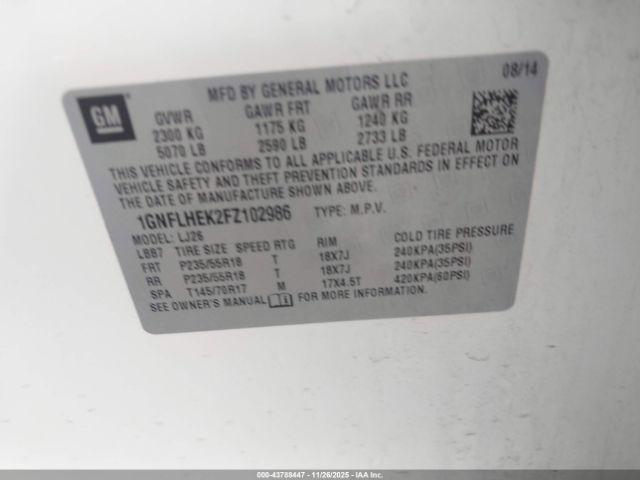 GM
MFD BY GENERAL MOTORS LLC 08/14
GVWR GAWR FRT GAWR RR
2300 KG 1175 KG 1240 KG
5070 LB 2590 LB 2733 LB
THIS VEHICLE CONFORMS TO ALL APPLICABLE U.S. FEDERAL MOTOR
VEHICLE SAFETY AND THEFT PREVENTION STANDARDS IN EFFECT ON
THE DATE OF MANUFACTURE SHOWN ABOVE.
1GNFLHEK2FZ102986 TYPE: M.P.V.
MODEL: LJ26
LBB7 TIRE SIZE SPEED RTG RIM COLD TIRE PRESSURE
FRT P235/55R18 T 18X7J 240KPA(35PSI)
RR P235/55R18 T 18X7J 240KPA(35PSI)
SPA T145/70R17 M 17X4.5T 420KPA(60PSI)
SEE OWNER'S MANUAL FOR MORE INFORMATION.
000-43788447 - 11/26/2025 - IAAI Inc.